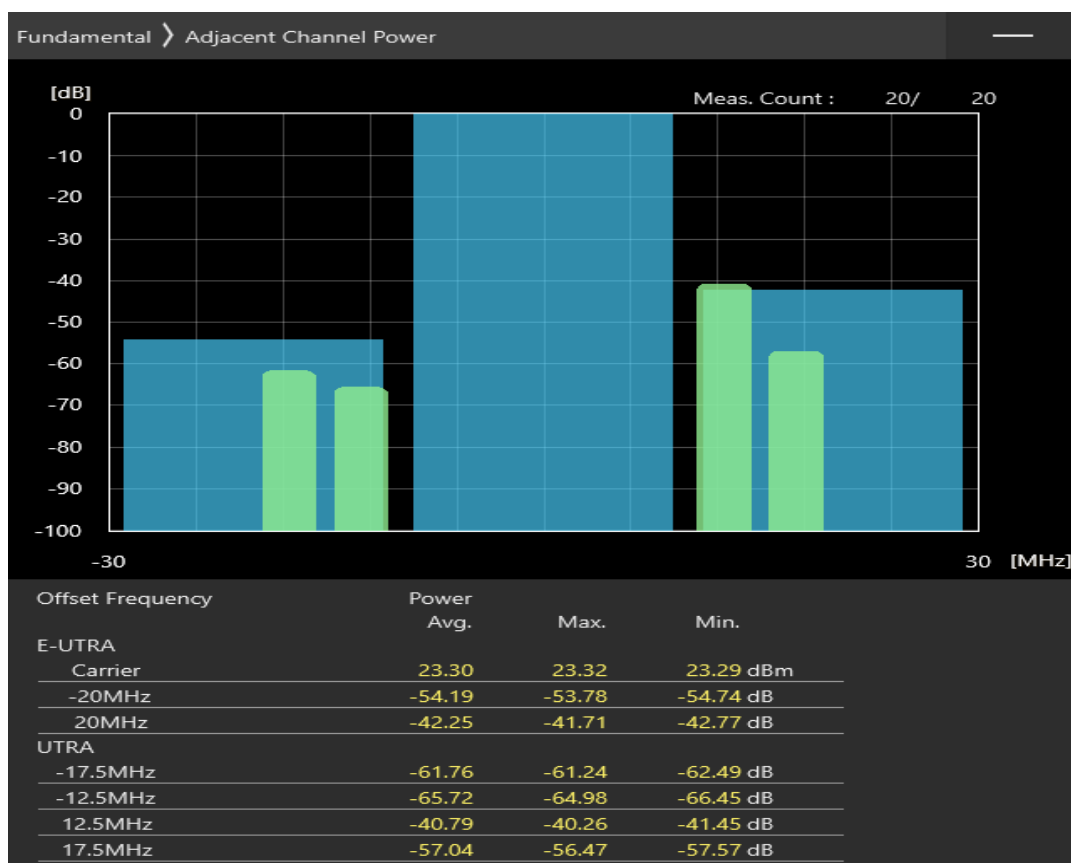 Fundamental 〉 Adjacent Channel Power
[dB]
Meas. Count : 20/ 20
0
-10
-20
-30
-40
-50
-60
-70
-80
-90
-100
-30 30 [MHz]
Offset Frequency Power
Avg. Max. Min.
E-UTRA
Carrier 23.30 23.32 23.29 dBm
-20MHz -54.19 -53.78 -54.74 dB
20MHz -42.25 -41.71 -42.77 dB
UTRA
-17.5MHz -61.76 -61.24 -62.49 dB
-12.5MHz -65.72 -64.98 -66.45 dB
12.5MHz -40.79 -40.26 -41.45 dB
17.5MHz -57.04 -56.47 -57.57 dB